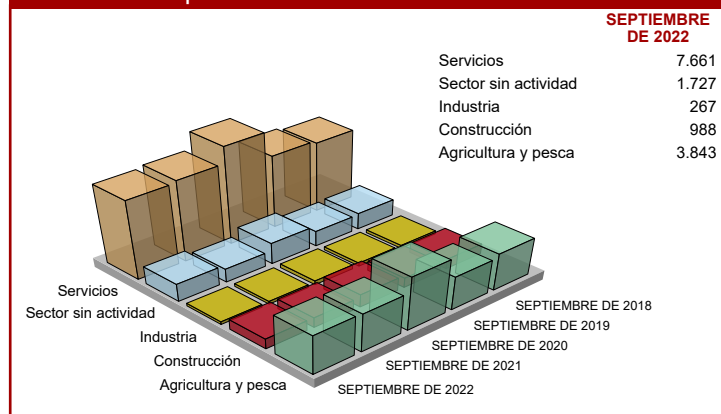 SEPTIEMBRE
DE 2022
Servicios 7.661
Sector sin actividad 1.727
Industria 267
Construcción 988
Agricultura y pesca 3.843
Servicios
Sector sin actividad
Industria
Construcción
Agricultura y pesca
SEPTIEMBRE DE 2018
SEPTIEMBRE DE 2019
SEPTIEMBRE DE 2020
SEPTIEMBRE DE 2021
SEPTIEMBRE DE 2022